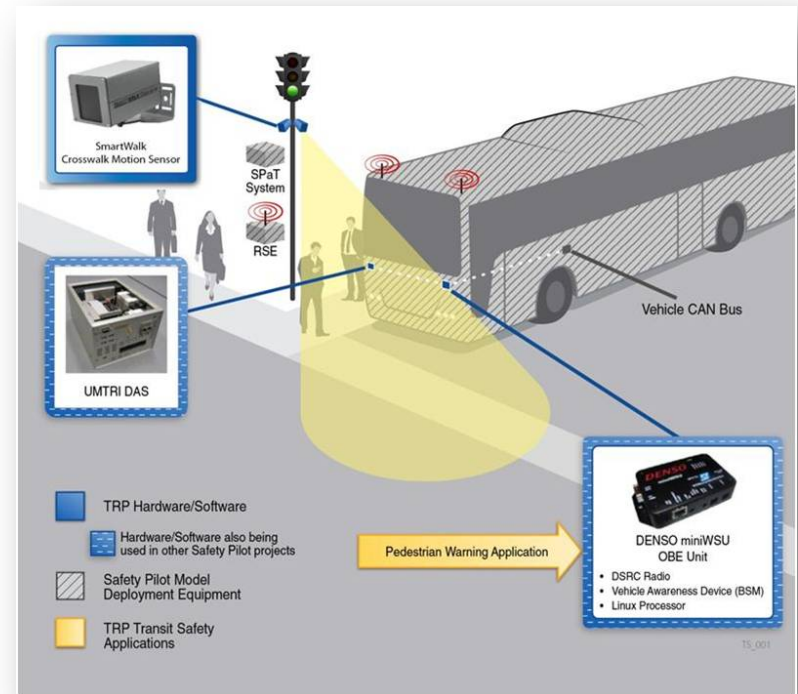 SmartWalk
Crosswalk Motion Sensor
SPaT
System
RSE
UMTRI DAS
Vehicle CAN Bus
DENSO
DENSO miniWSU
OBE Unit
• DSRC Radio
• Vehicle Awareness Device (BSM)
• Linux Processor
Pedestrian Warning Application
TRP Hardware/Software
Hardware/Software also being
used in other Safety Pilot projects
Safety Pilot Model
Deployment Equipment
TRP Transit Safety
Applications
TS_001